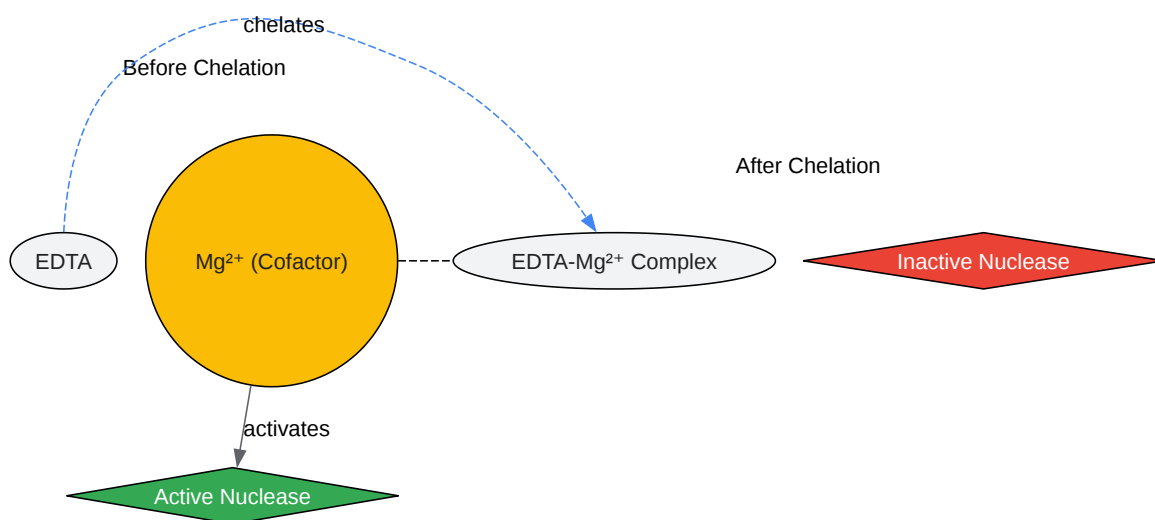 chelates
Before Chelation
After Chelation
EDTA
Mg²⁺ (Cofactor)
EDTA-Mg²⁺ Complex
Inactive Nuclease
activates
Active Nuclease